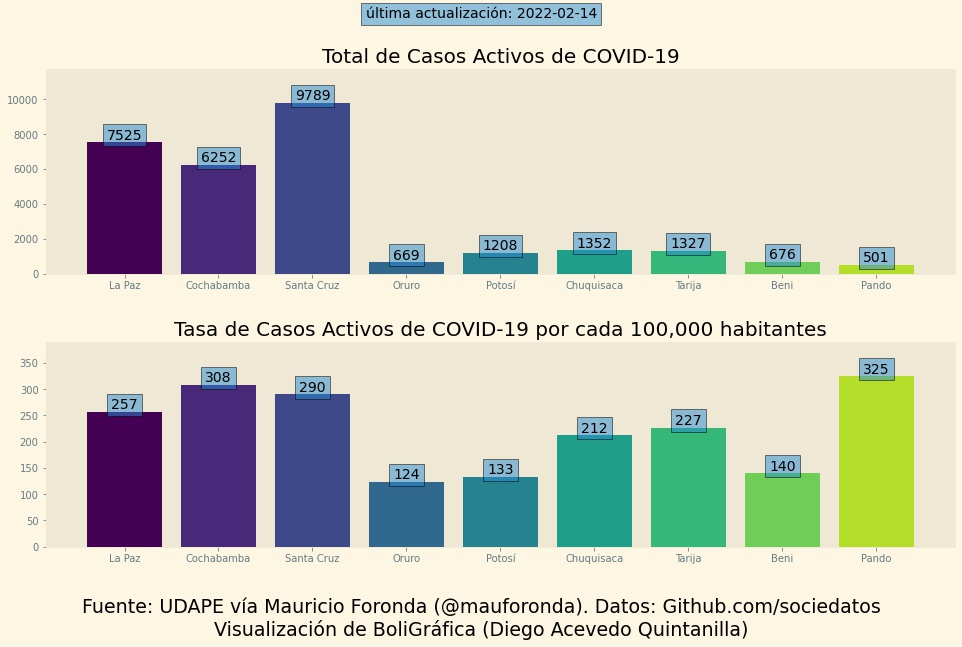 última actualización: 2022-02-14
Total de Casos Activos de COVID-19
10000
8000
6000
4000
2000
0
7525
6252
9789
669
1208
1352
1327
676
501
La Paz
Cochabamba
Santa Cruz
Oruro
Potosí
Chuquisaca
Tarija
Beni
Pando
Tasa de Casos Activos de COVID-19 por cada 100,000 habitantes
350
300
250
200
150
100
50
0
257
308
290
124
133
212
227
140
325
La Paz
Cochabamba
Santa Cruz
Oruro
Potosí
Chuquisaca
Tarija
Beni
Pando
Fuente: UDAPE vía Mauricio Foronda (@mauforonda). Datos: Github.com/sociedatos
Visualización de BoliGráfica (Diego Acevedo Quintanilla)